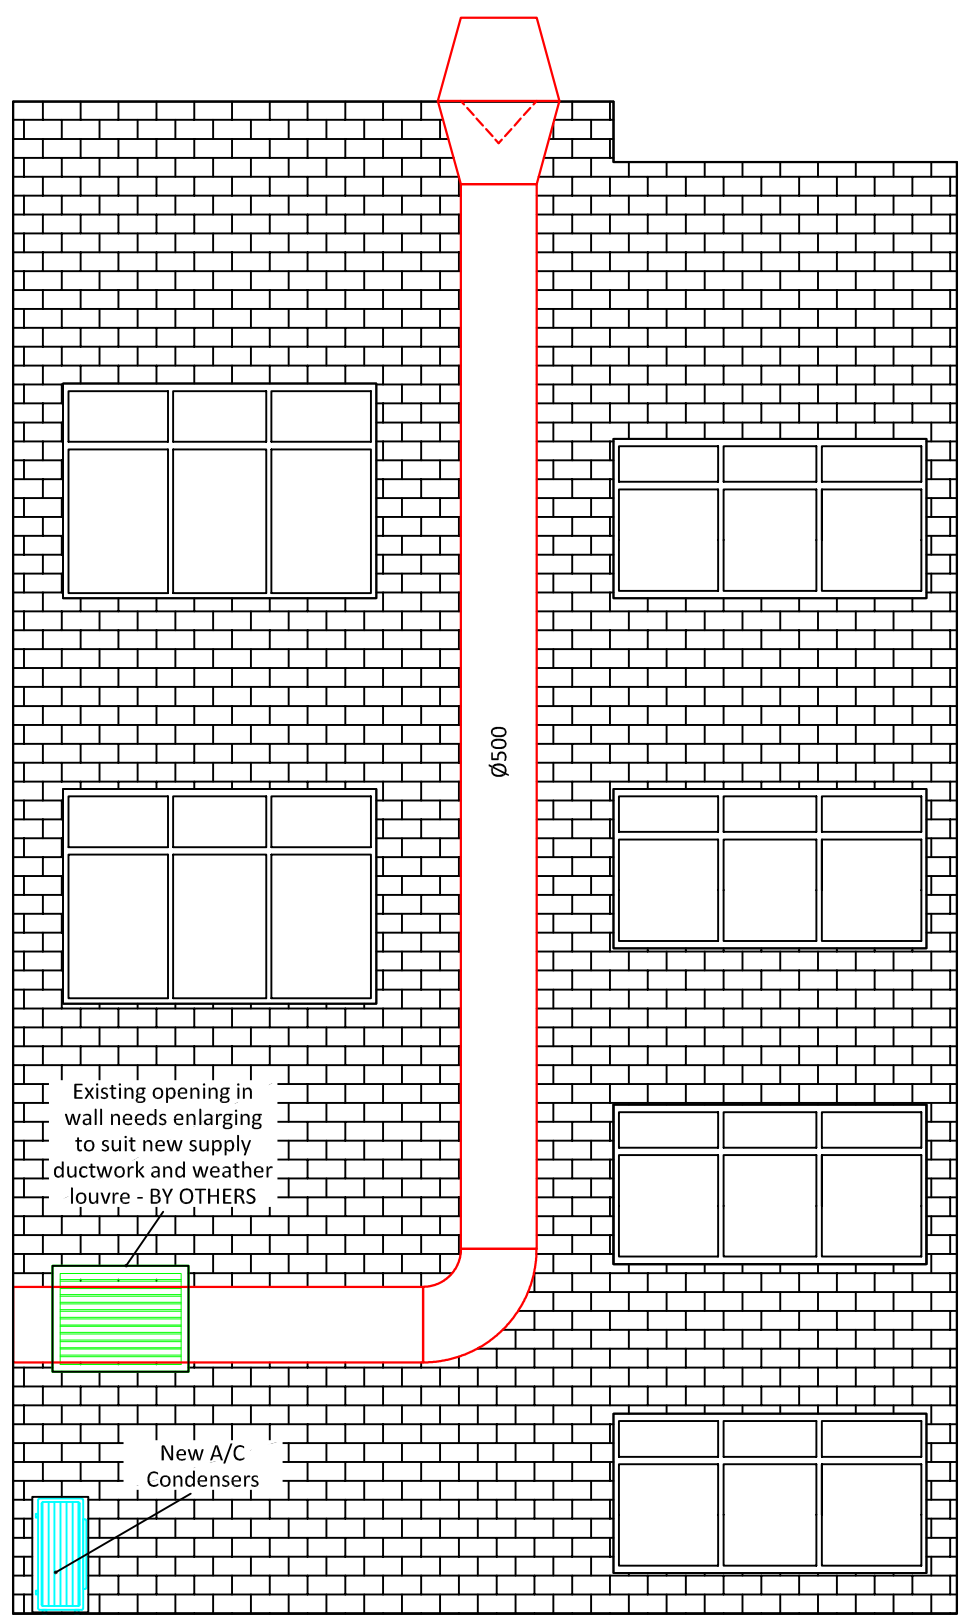 Ø500
Existing opening in
wall needs enlarging
to suit new supply
ductwork and weather
louvre - BY OTHERS
New A/C
Condensers